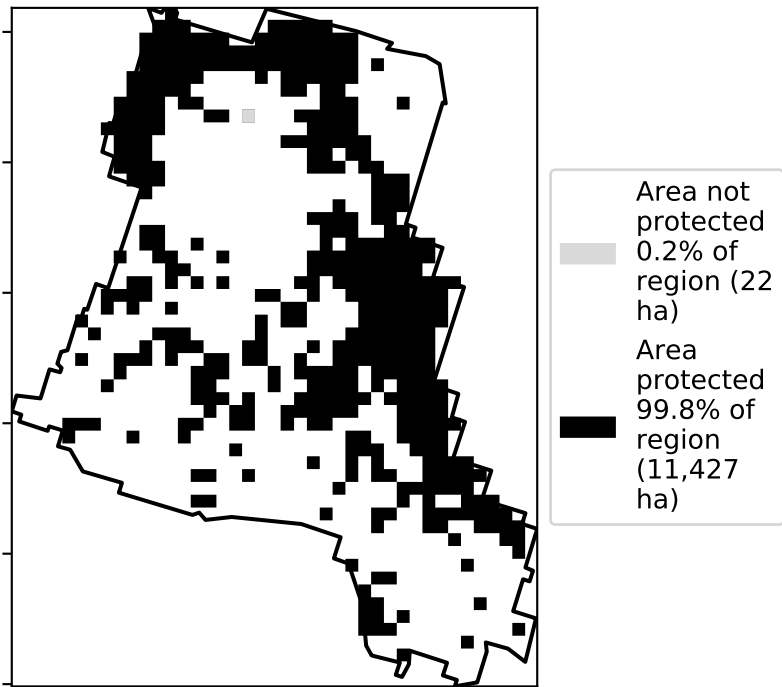 Area not
protected
0.2% of
region (22
ha)
Area
protected
99.8% of
region
(11,427
ha)